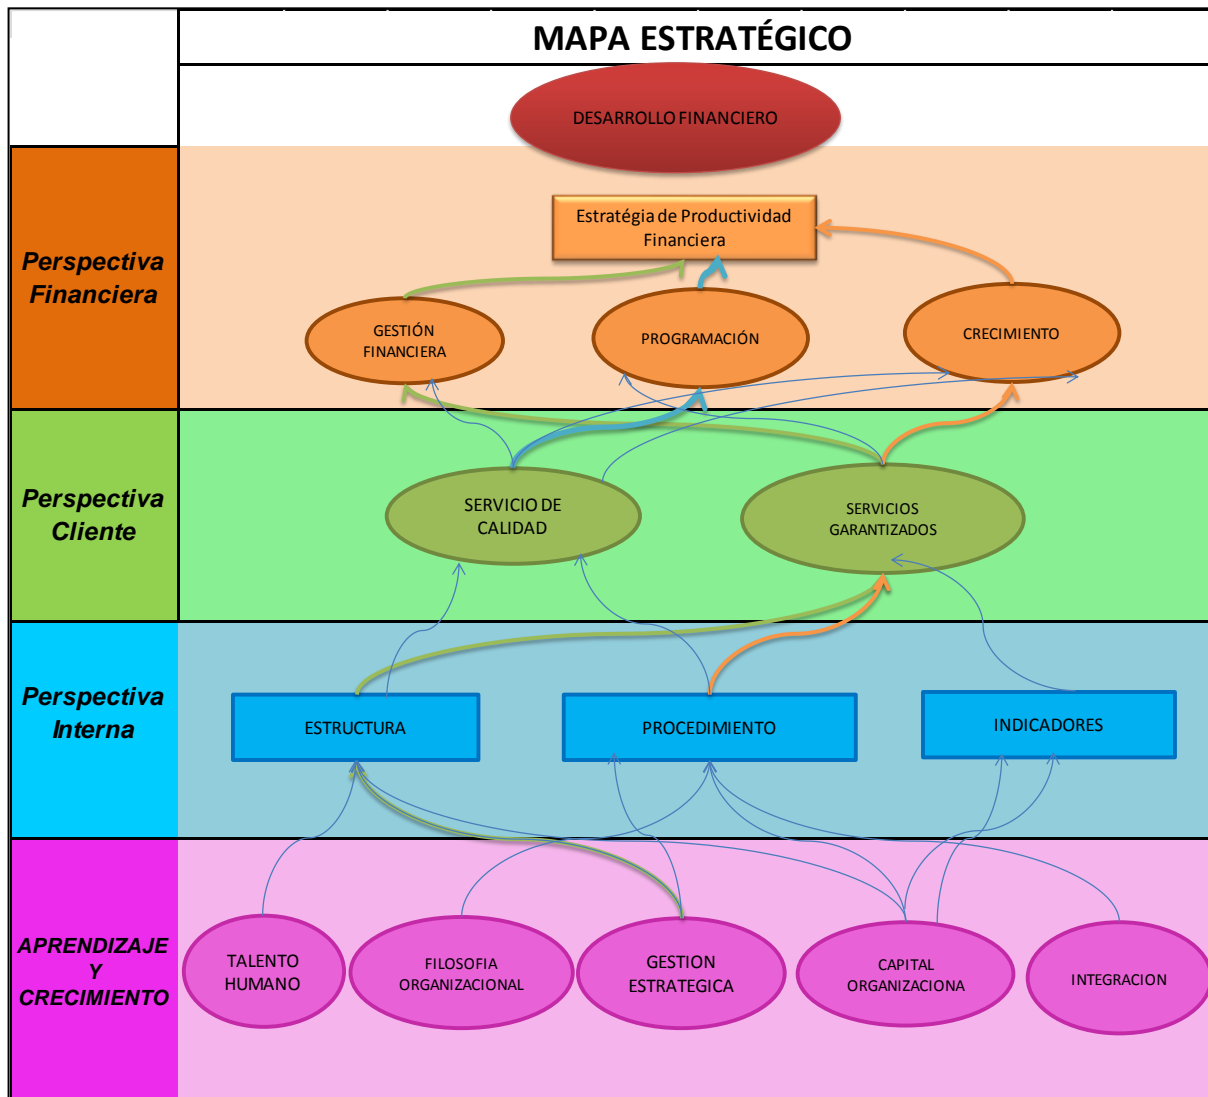 MAPA ESTRATÉGICO
DESARROLLO FINANCIERO
Perspectiva
Financiera
Estratégia de Productividad
Financiera
GESTIÓN
FINANCIERA
PROGRAMACIÓN
CRECIMIENTO
Perspectiva
Cliente
SERVICIO DE
CALIDAD
SERVICIOS
GARANTIZADOS
Perspectiva
Interna
ESTRUCTURA
PROCEDIMIENTO
INDICADORES
APRENDIZAJE
Y
CRECIMIENTO
TALENTO
HUMANO
FILOSOFIA
ORGANIZACIONAL
GESTION
ESTRATEGICA
CAPITAL
ORGANIZACIONA
INTEGRACION